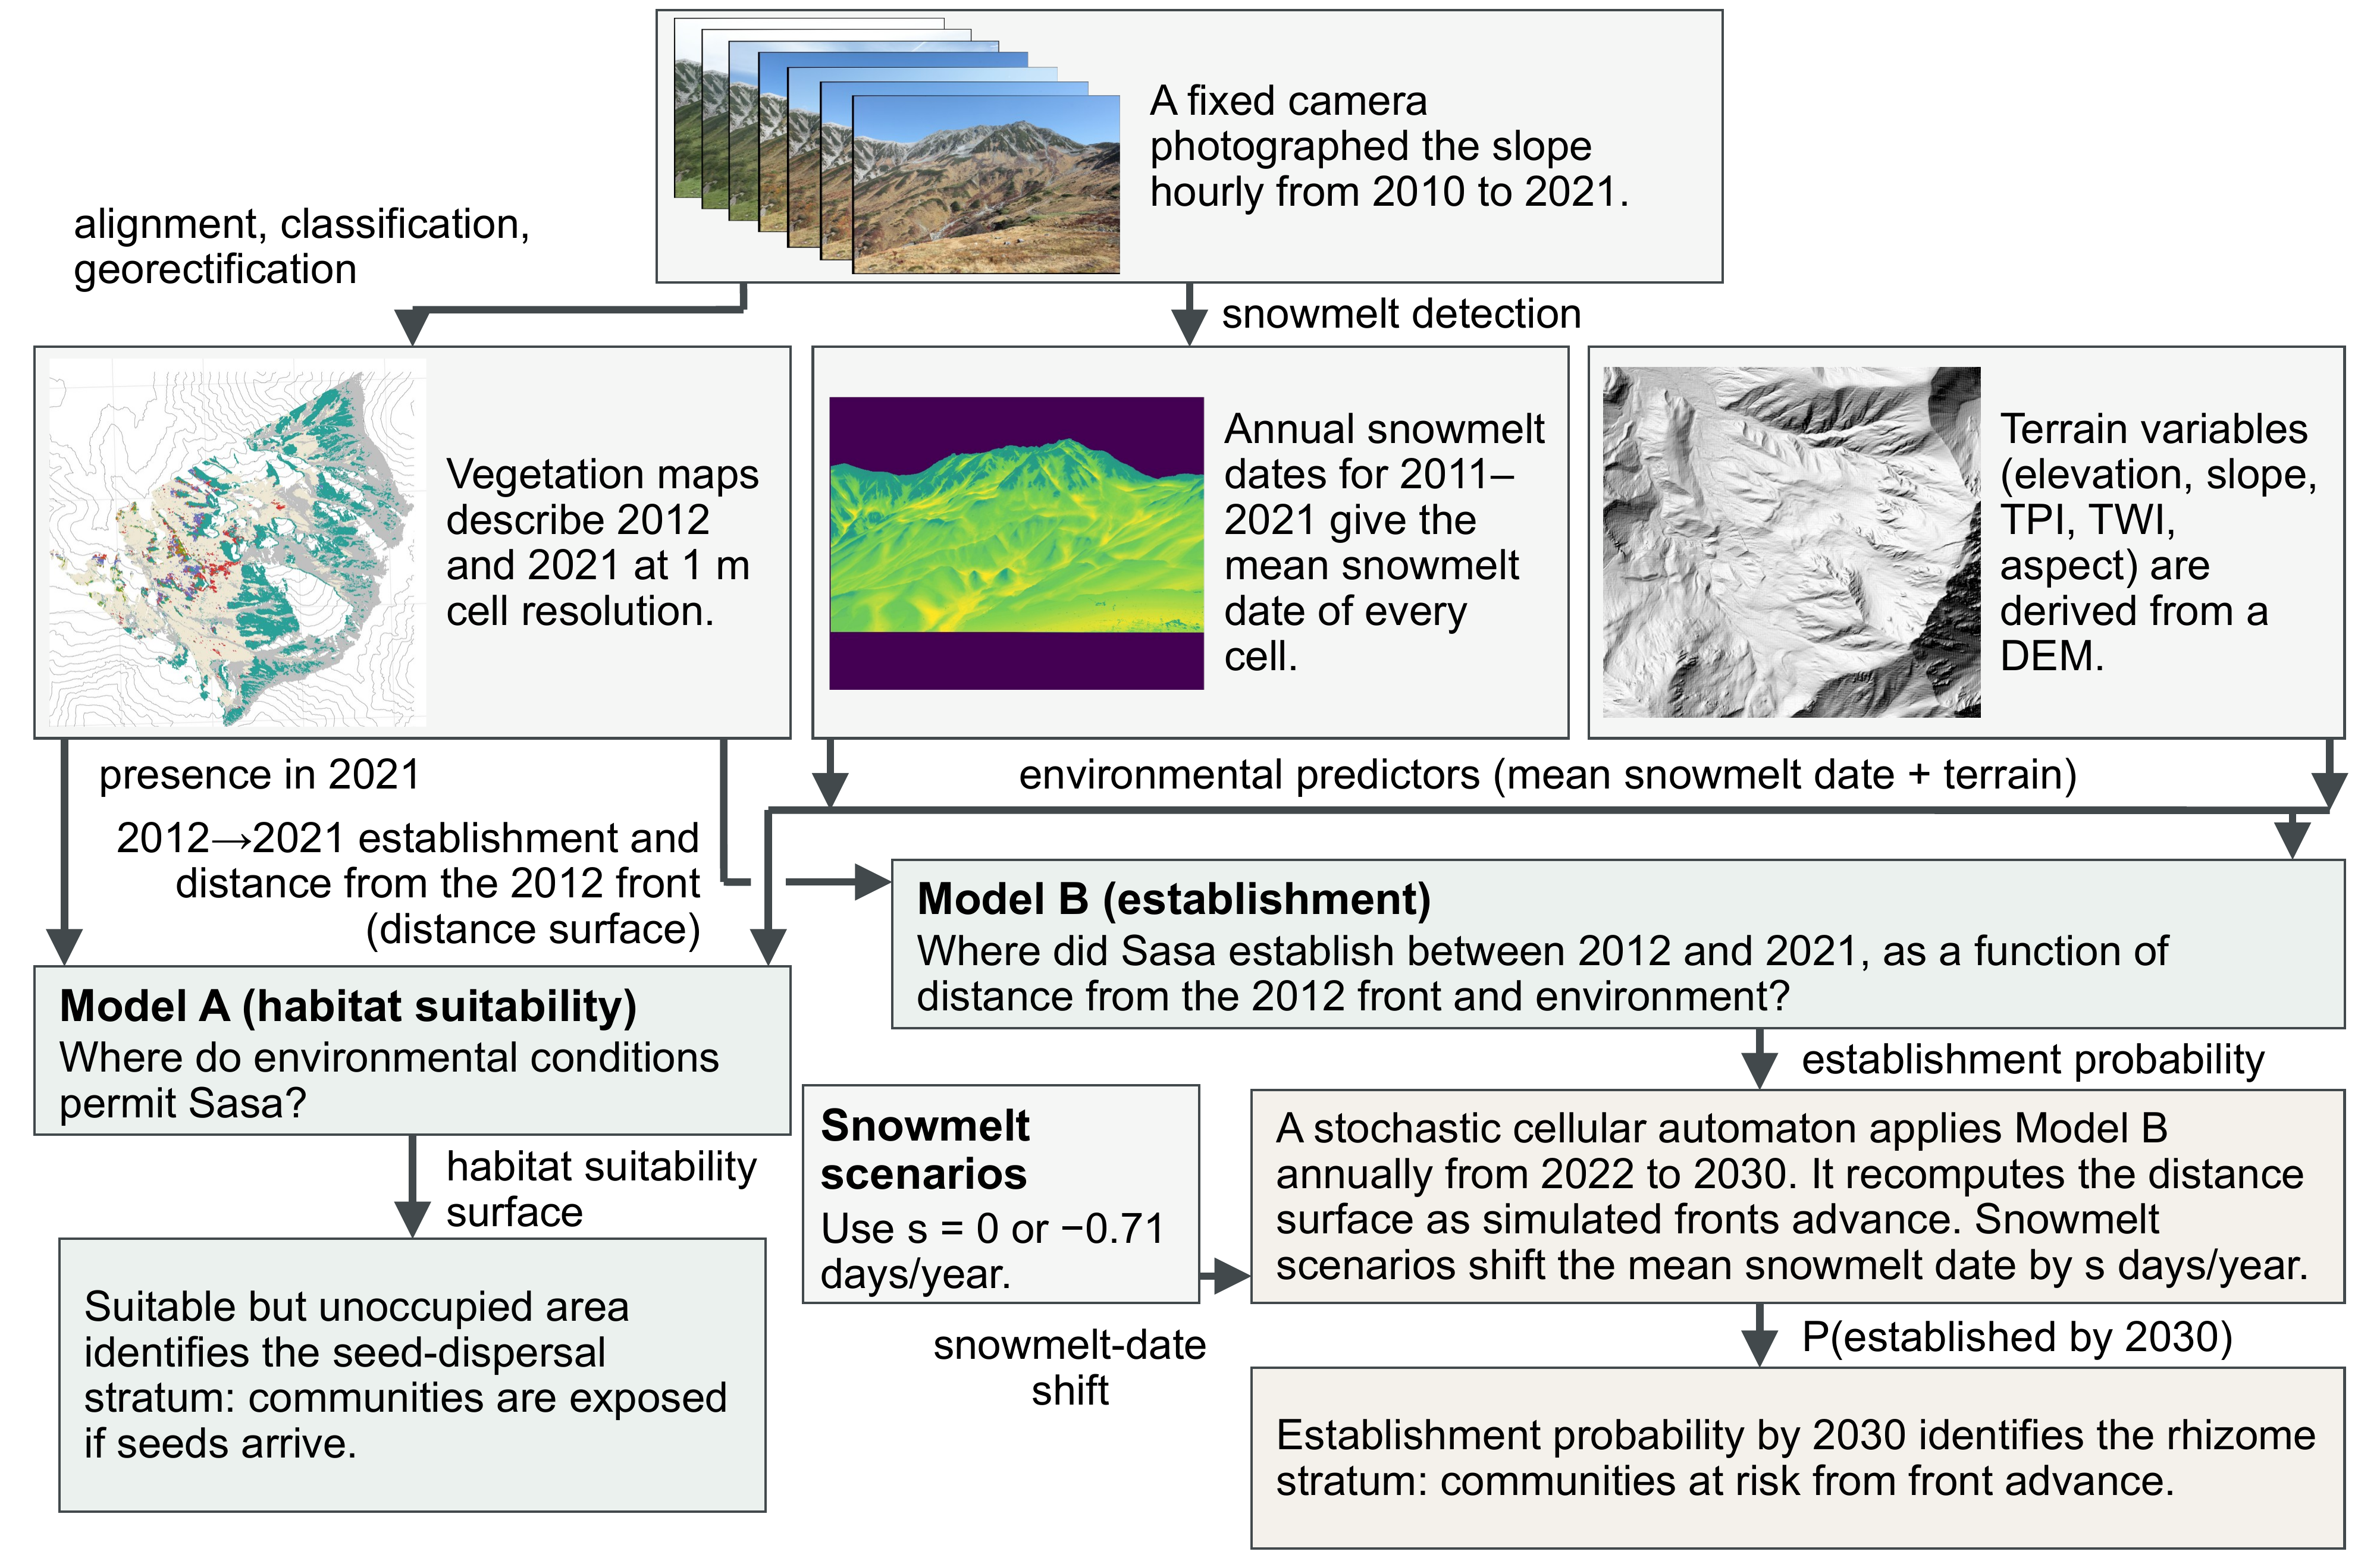 A fixed camera
photographed the slope
hourly from 2010 to 2021.
alignment, classification,
georectification
snowmelt detection
Vegetation maps
describe 2012
and 2021 at 1 m
cell resolution.
Annual snowmelt
dates for 2011–
2021 give the
mean snowmelt
date of every
cell.
Terrain variables
(elevation, slope,
TPI, TWI,
aspect) are
derived from a
DEM.
presence in 2021
environmental predictors (mean snowmelt date + terrain)
2012→2021 establishment and
distance from the 2012 front
(distance surface)
Model B (establishment)
Where did Sasa establish between 2012 and 2021, as a function of
distance from the 2012 front and environment?
Model A (habitat suitability)
Where do environmental conditions
permit Sasa?
establishment probability
habitat suitability
surface
Snowmelt
scenarios
Use s = 0 or −0.71
days/year.
A stochastic cellular automaton applies Model B
annually from 2022 to 2030. It recomputes the distance
surface as simulated fronts advance. Snowmelt
scenarios shift the mean snowmelt date by s days/year.
snowmelt-date
shift
P(established by 2030)
Suitable but unoccupied area
identifies the seed-dispersal
stratum: communities are exposed
if seeds arrive.
Establishment probability by 2030 identifies the rhizome
stratum: communities at risk from front advance.